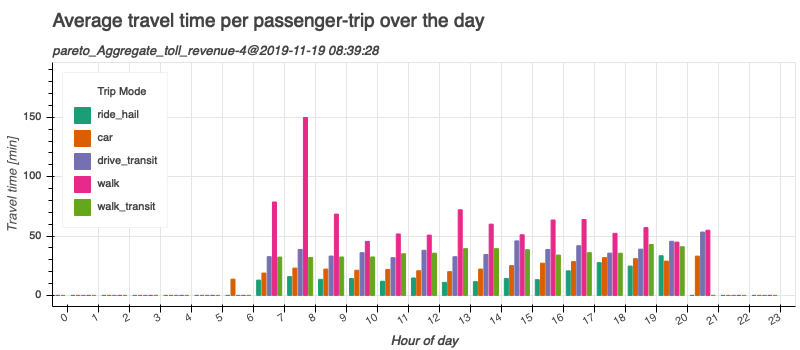 Average travel time per passenger-trip over the day
pareto_Aggregate_toll_revenue-4@2019-11-19 08:39:28
Trip Mode
ride_hail
car
drive_transit
walk
walk_transit
150
100
50
0
Travel time [min]
0 1 2 3 4 5 6 7 8 9 10 11 12 13 14 15 16 17 18 19 20 21 22 23
Hour of day